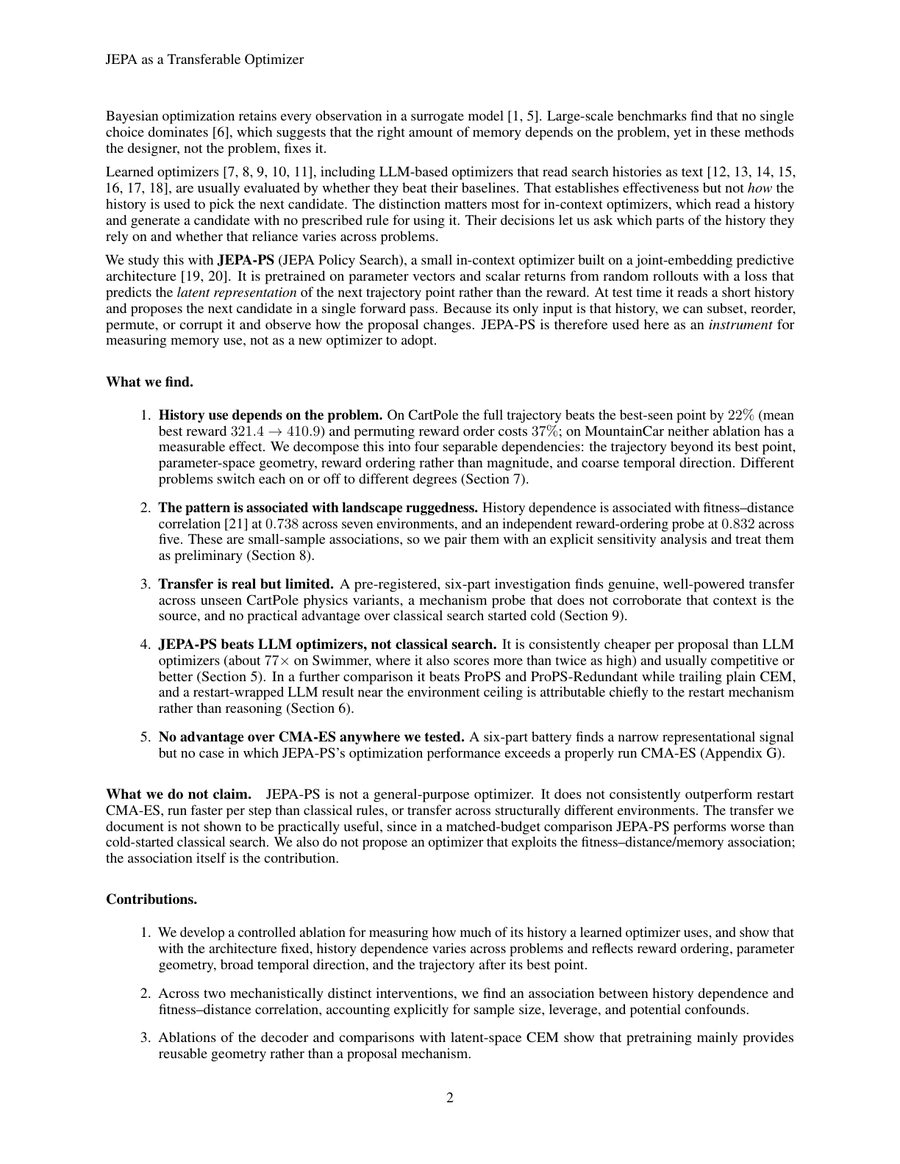 JEPA as a Transferable Optimizer
Bayesian optimization retains every observation in a surrogate model [1, 5]. Large-scale benchmarks find that no single
choice dominates [6], which suggests that the right amount of memory depends on the problem, yet in these methods
the designer, not the problem, fixes it.
Learned optimizers [7, 8, 9, 10, 11], including LLM-based optimizers that read search histories as text [12, 13, 14, 15,
16, 17, 18], are usually evaluated by whether they beat their baselines. That establishes effectiveness but not how the
history is used to pick the next candidate. The distinction matters most for in-context optimizers, which read a history
and generate a candidate with no prescribed rule for using it. Their decisions let us ask which parts of the history they
rely on and whether that reliance varies across problems.
We study this with JEPA-PS (JEPA Policy Search), a small in-context optimizer built on a joint-embedding predictive
architecture [19, 20]. It is pretrained on parameter vectors and scalar returns from random rollouts with a loss that
predicts the latent representation of the next trajectory point rather than the reward. At test time it reads a short history
and proposes the next candidate in a single forward pass. Because its only input is that history, we can subset, reorder,
permute, or corrupt it and observe how the proposal changes. JEPA-PS is therefore used here as an instrument for
measuring memory use, not as a new optimizer to adopt.
What we find.
1. History use depends on the problem. On CartPole the full trajectory beats the best-seen point by 22% (mean
best reward 321.4 → 410.9) and permuting reward order costs 37%; on MountainCar neither ablation has a
measurable effect. We decompose this into four separable dependencies: the trajectory beyond its best point,
parameter-space geometry, reward ordering rather than magnitude, and coarse temporal direction. Different
problems switch each on or off to different degrees (Section 7).
2. The pattern is associated with landscape ruggedness. History dependence is associated with fitness–distance
correlation [21] at 0.738 across seven environments, and an independent reward-ordering probe at 0.832 across
five. These are small-sample associations, so we pair them with an explicit sensitivity analysis and treat them
as preliminary (Section 8).
3. Transfer is real but limited. A pre-registered, six-part investigation finds genuine, well-powered transfer
across unseen CartPole physics variants, a mechanism probe that does not corroborate that context is the
source, and no practical advantage over classical search started cold (Section 9).
4. JEPA-PS beats LLM optimizers, not classical search. It is consistently cheaper per proposal than LLM
optimizers (about 77× on Swimmer, where it also scores more than twice as high) and usually competitive or
better (Section 5). In a further comparison it beats ProPS and ProPS-Redundant while trailing plain CEM,
and a restart-wrapped LLM result near the environment ceiling is attributable chiefly to the restart mechanism
rather than reasoning (Section 6).
5. No advantage over CMA-ES anywhere we tested. A six-part battery finds a narrow representational signal
but no case in which JEPA-PS's optimization performance exceeds a properly run CMA-ES (Appendix G).
What we do not claim. JEPA-PS is not a general-purpose optimizer. It does not consistently outperform restart
CMA-ES, run faster per step than classical rules, or transfer across structurally different environments. The transfer we
document is not shown to be practically useful, since in a matched-budget comparison JEPA-PS performs worse than
cold-started classical search. We also do not propose an optimizer that exploits the fitness–distance/memory association;
the association itself is the contribution.
Contributions.
1. We develop a controlled ablation for measuring how much of its history a learned optimizer uses, and show that
with the architecture fixed, history dependence varies across problems and reflects reward ordering, parameter
geometry, broad temporal direction, and the trajectory after its best point.
2. Across two mechanistically distinct interventions, we find an association between history dependence and
fitness–distance correlation, accounting explicitly for sample size, leverage, and potential confounds.
3. Ablations of the decoder and comparisons with latent-space CEM show that pretraining mainly provides
reusable geometry rather than a proposal mechanism.
2